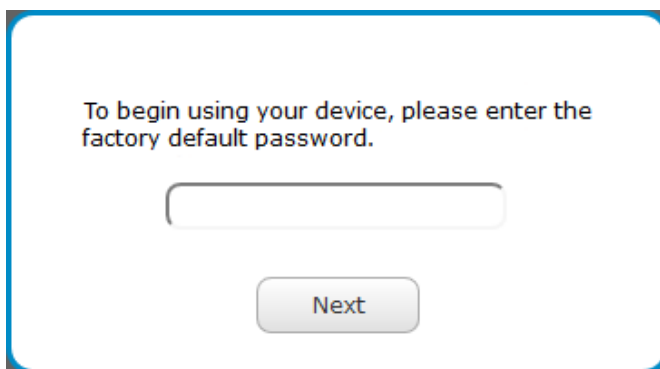 To begin using your device, please enter the
factory default password.
Next